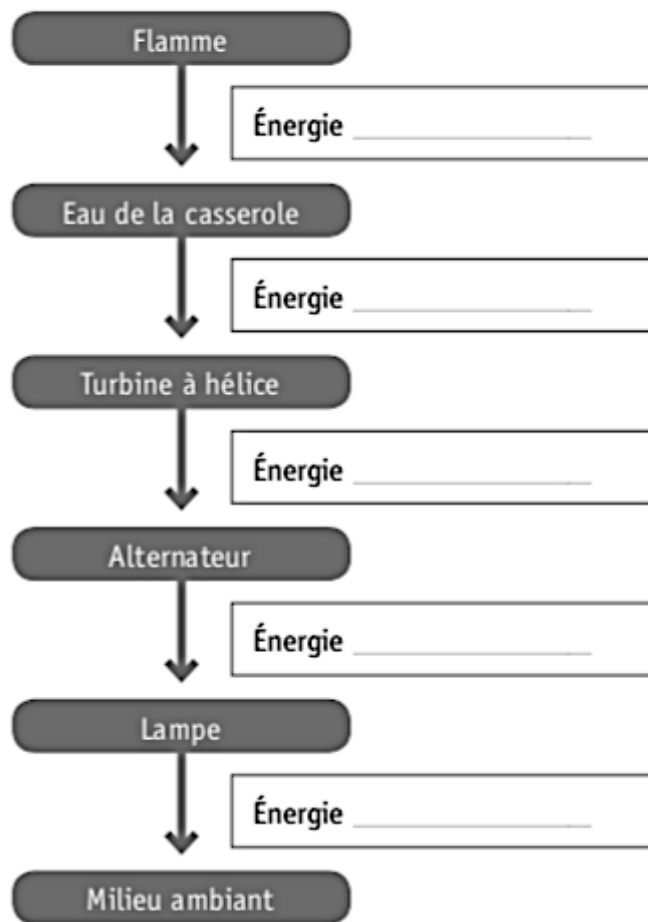 Flamme
Énergie
Eau de la casserole
Énergie
Turbine à hélice
Énergie
Alternateur
Énergie
Lampe
Énergie
Milieu ambiant